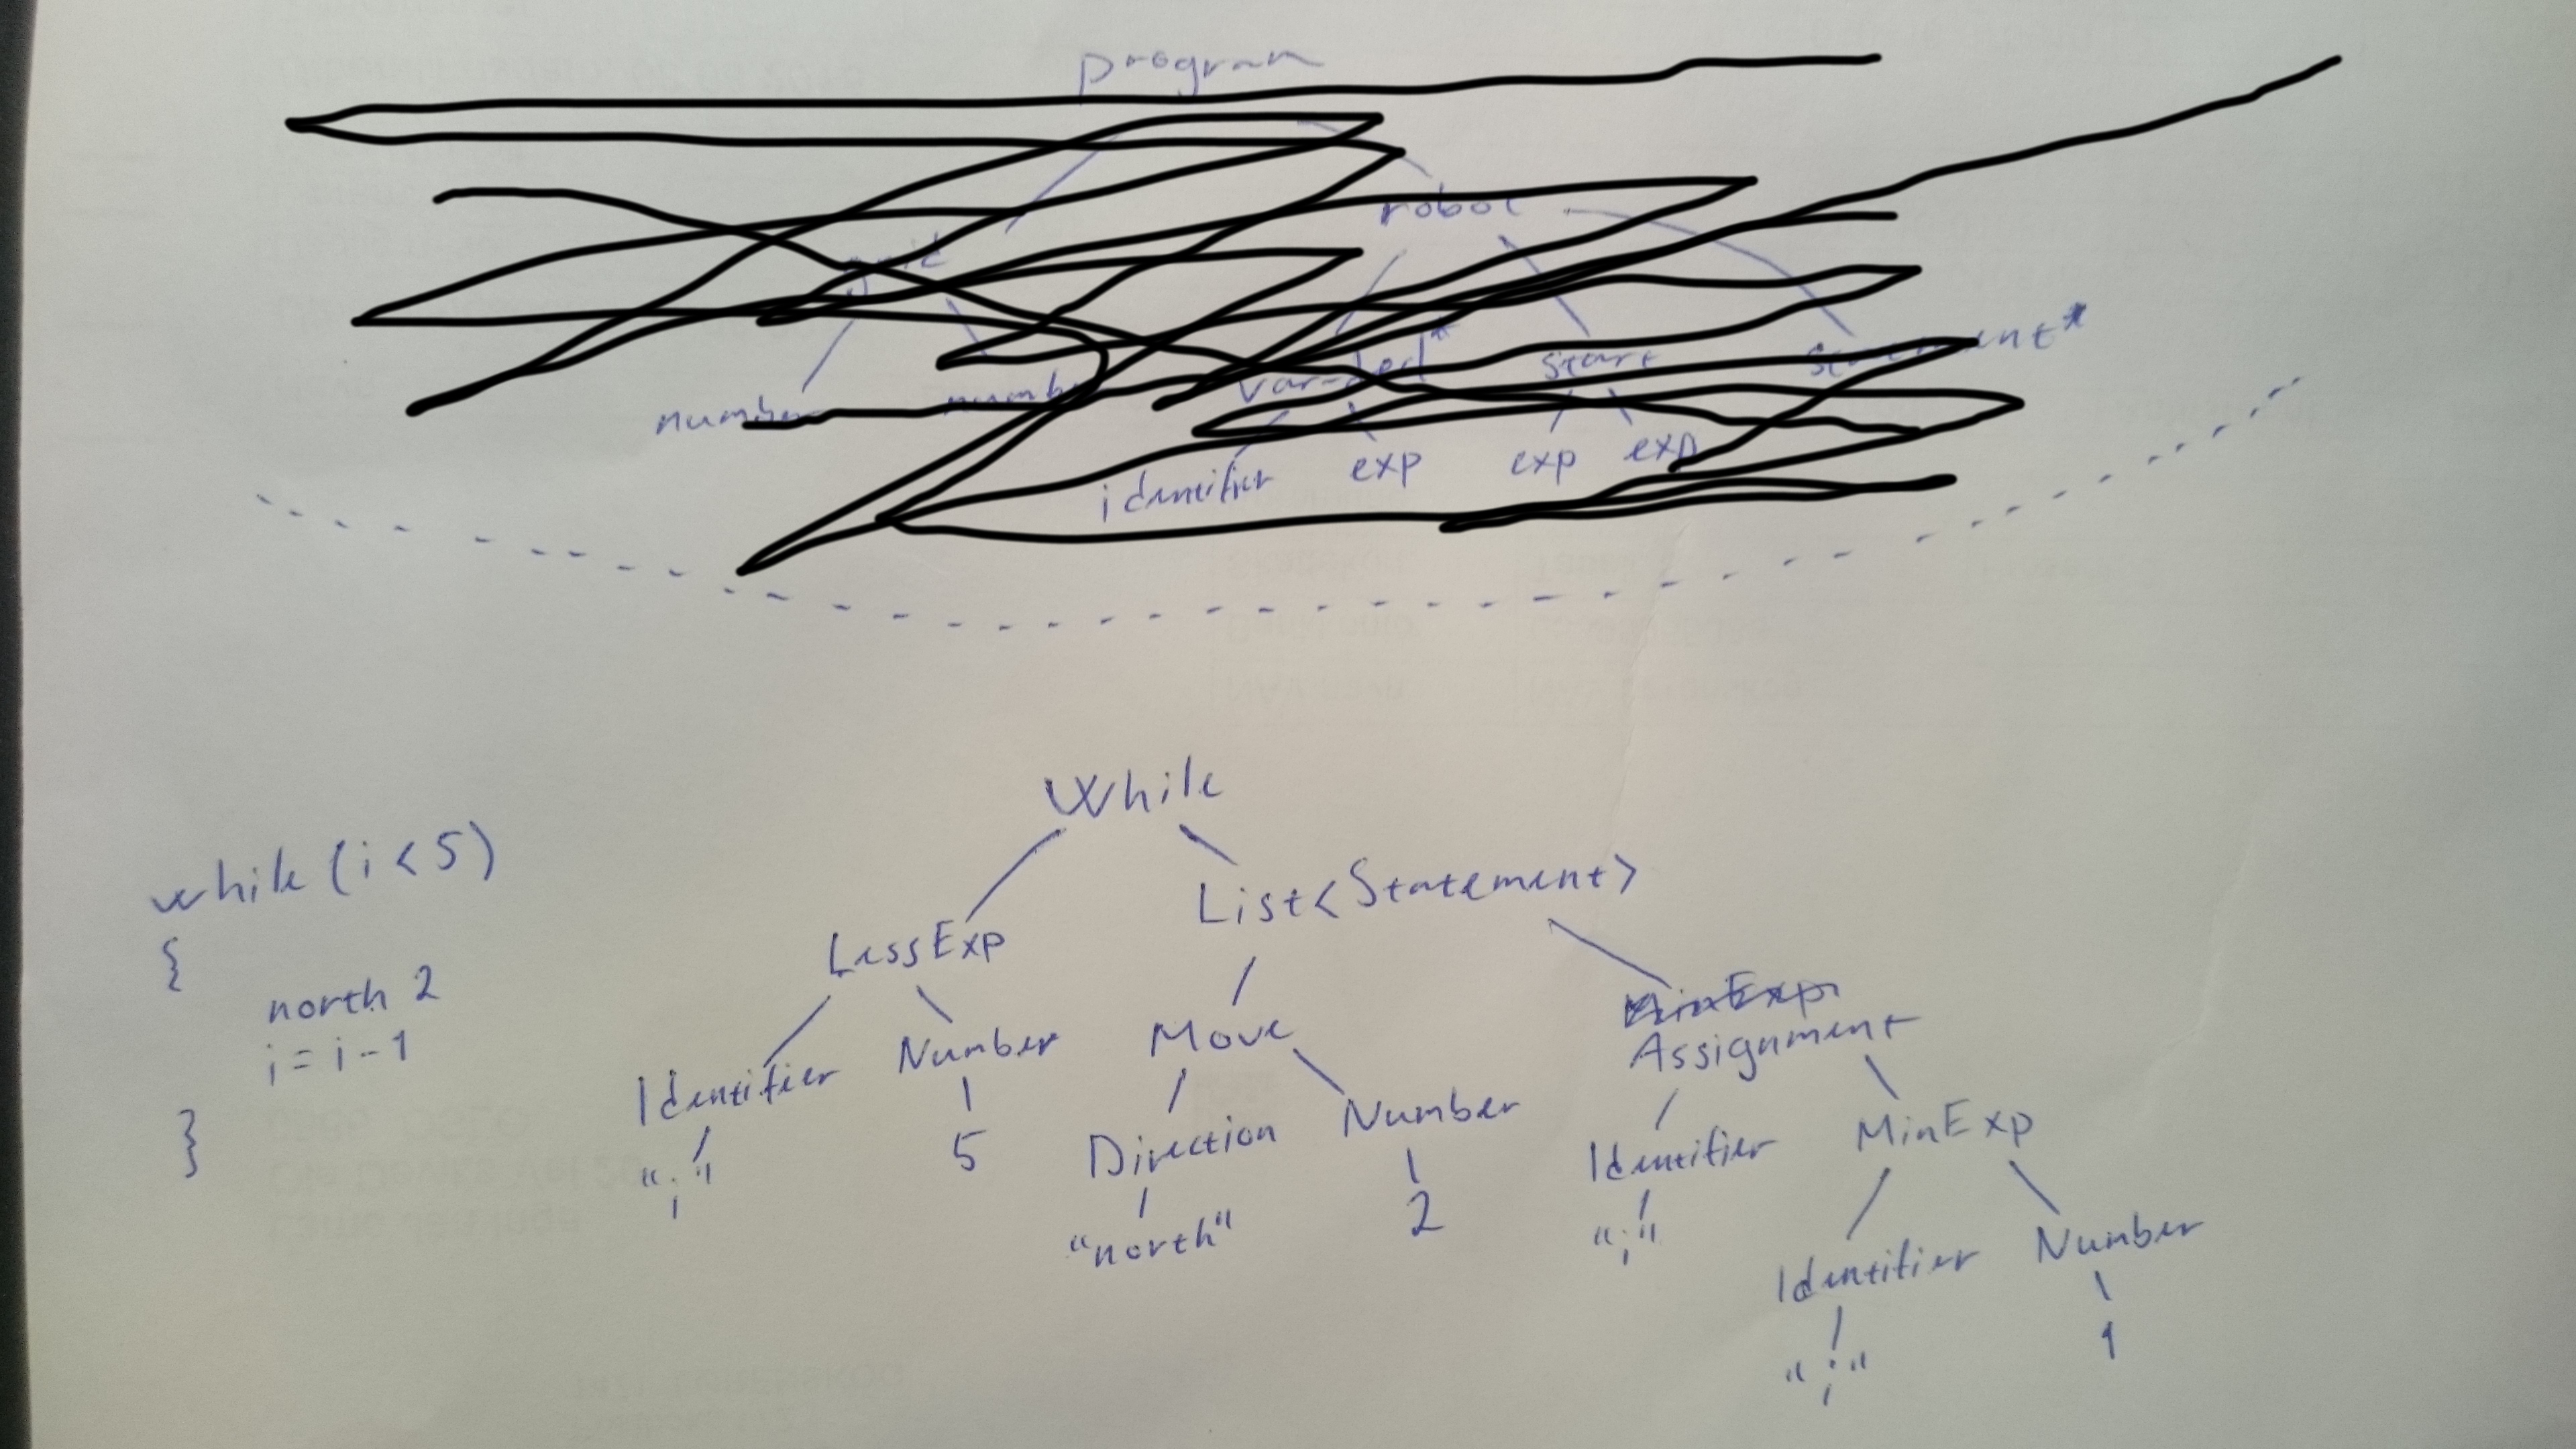 program
robot
var-decl*
start
statement*
number
identifier
exp
exp
exp
while (i < 5)
{
north 2
i = i - 1
}
While
LessExp
List<Statement>
Identifier
Number
Move
MinExp
Assignment
"i"
5
Direction
Number
Identifier
MinExp
"north"
2
"i"
Identifier
Number
"i"
1